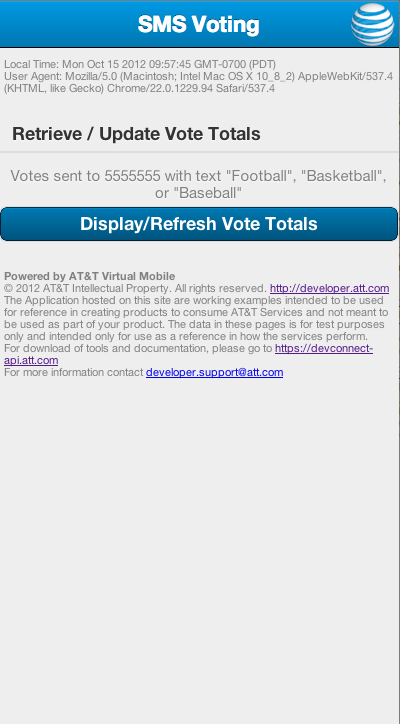 SMS Voting
Local Time: Mon Oct 15 2012 09:57:45 GMT-0700 (PDT)
User Agent: Mozilla/5.0 (Macintosh; Intel Mac OS X 10_8_2) AppleWebKit/537.4
(KHTML, like Gecko) Chrome/22.0.1229.94 Safari/537.4
Retrieve / Update Vote Totals
Votes sent to 5555555 with text "Football", "Basketball",
or "Baseball"
Display/Refresh Vote Totals
Powered by AT&T Virtual Mobile
© 2012 AT&T Intellectual Property. All rights reserved. http://developer.att.com
The Application hosted on this site are working examples intended to be used
for reference in creating products to consume AT&T Services and not meant to
be used as part of your product. The data in these pages is for test purposes
only and intended only for use as a reference in how the services perform.
For download of tools and documentation, please go to https://devconnect-
api.att.com
For more information contact developer.support@att.com